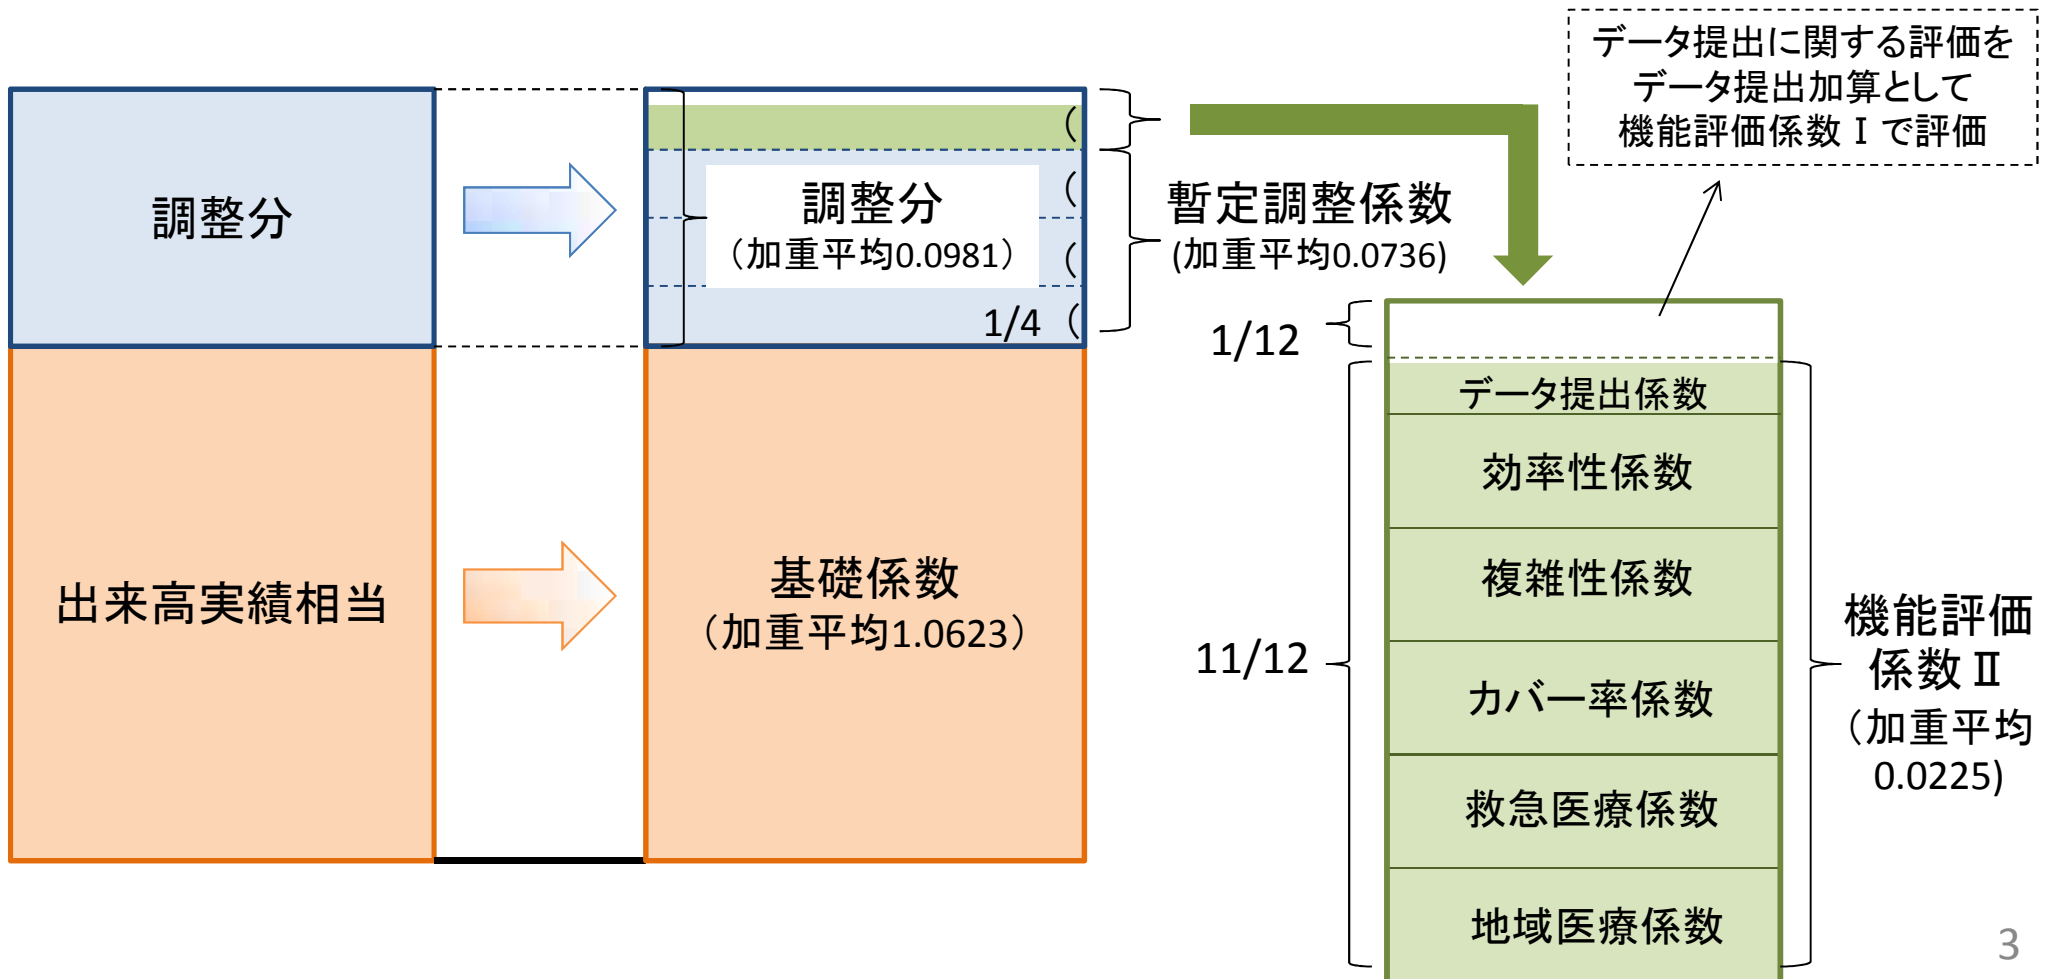 データ提出に関する評価を
データ提出加算として
機能評価係数Ⅰで評価
調整分
調整分
（加重平均0.0981）
(
(
(
1/4 (
暫定調整係数
(加重平均0.0736)
1/12
データ提出係数
効率性係数
複雑性係数
カバー率係数
救急医療係数
地域医療係数
11/12
機能評価
係数Ⅱ
（加重平均
0.0225)
出来高実績相当
基礎係数
（加重平均1.0623）
3